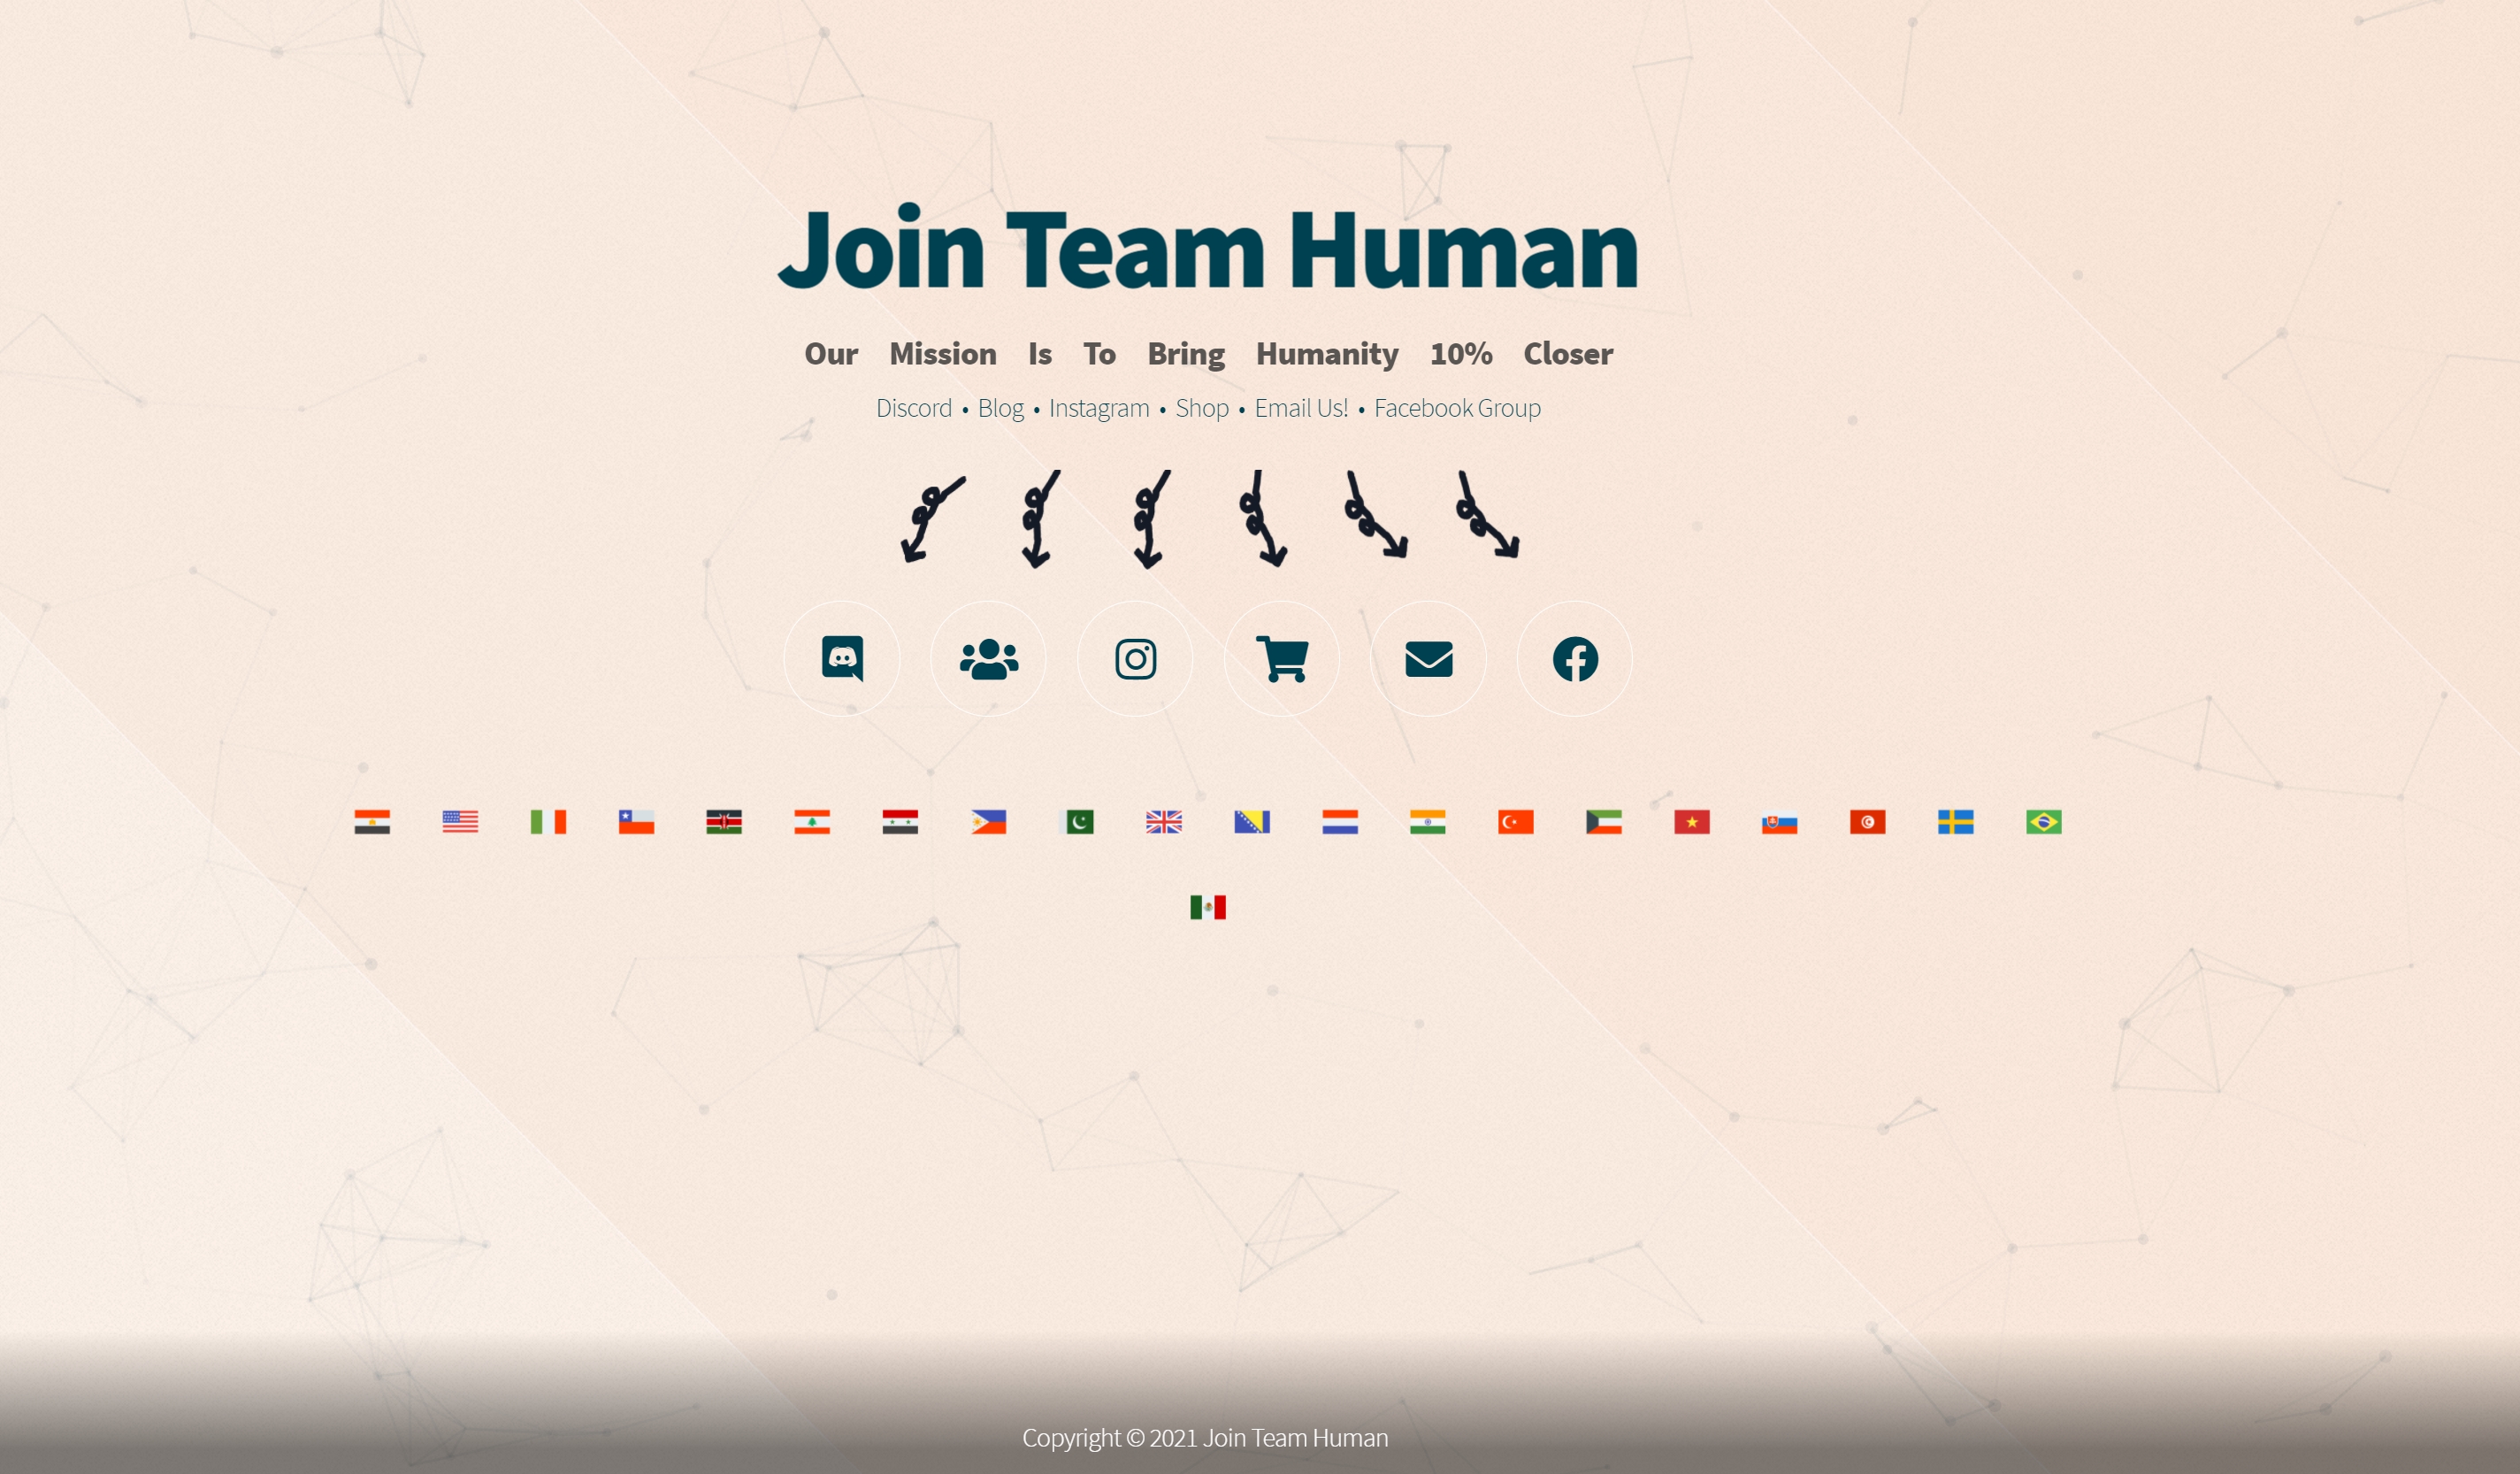 Join Team Human
Our Mission Is To Bring Humanity 10% Closer
Discord • Blog • Instagram • Shop • Email Us! • Facebook Group
Copyright © 2021 Join Team Human